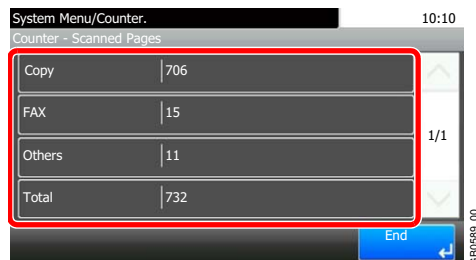 System Menu/Counter. 10:10
Counter - Scanned Pages
Copy 706
FAX 15
Others 11
Total 732
1/1
End
GB0589_00